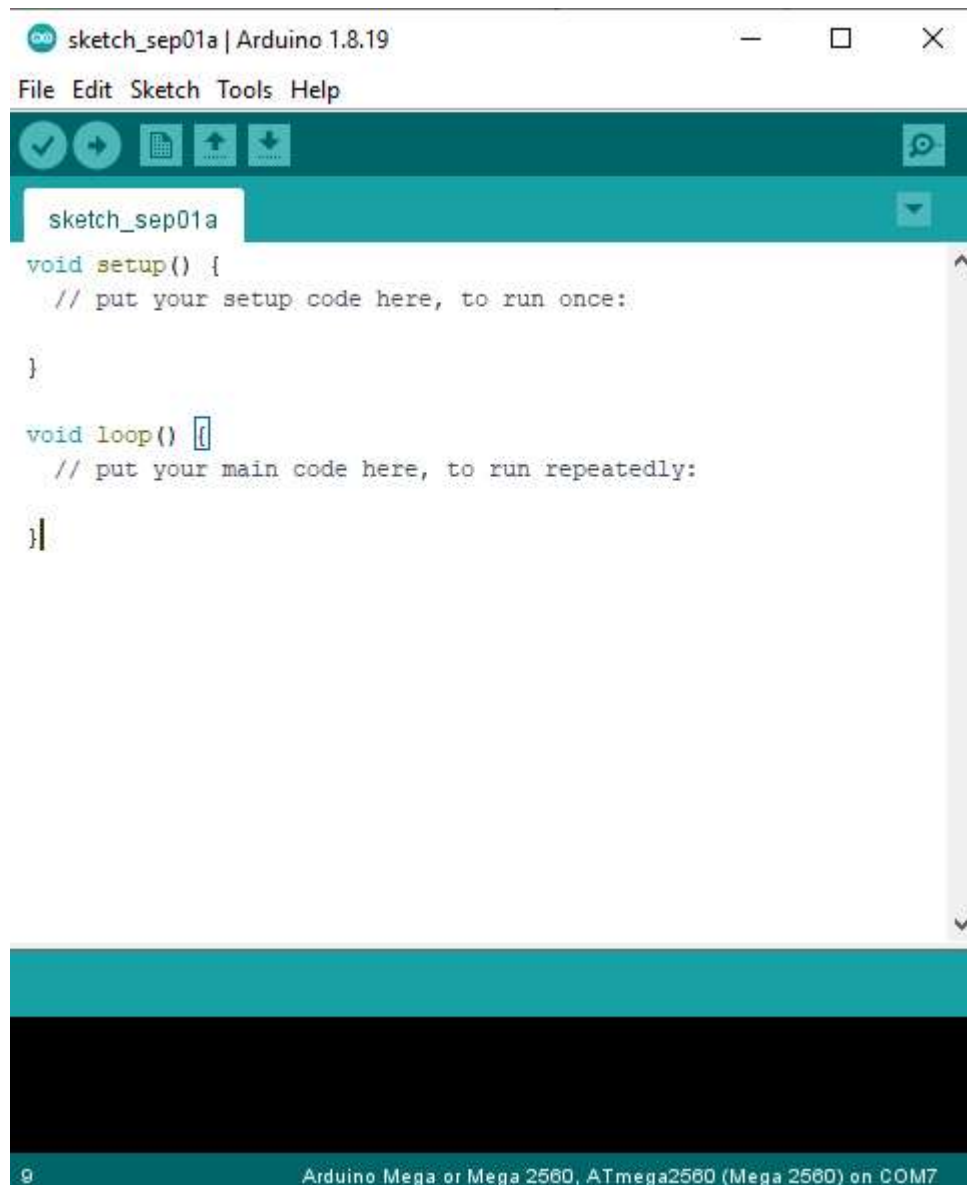 sketch_sep01a | Arduino 1.8.19
File Edit Sketch Tools Help
sketch_sep01a
void setup() {
  // put your setup code here, to run once:
}
void loop() {
  // put your main code here, to run repeatedly:
}
9 Arduino Mega or Mega 2560, ATmega2560 (Mega 2560) on COM7